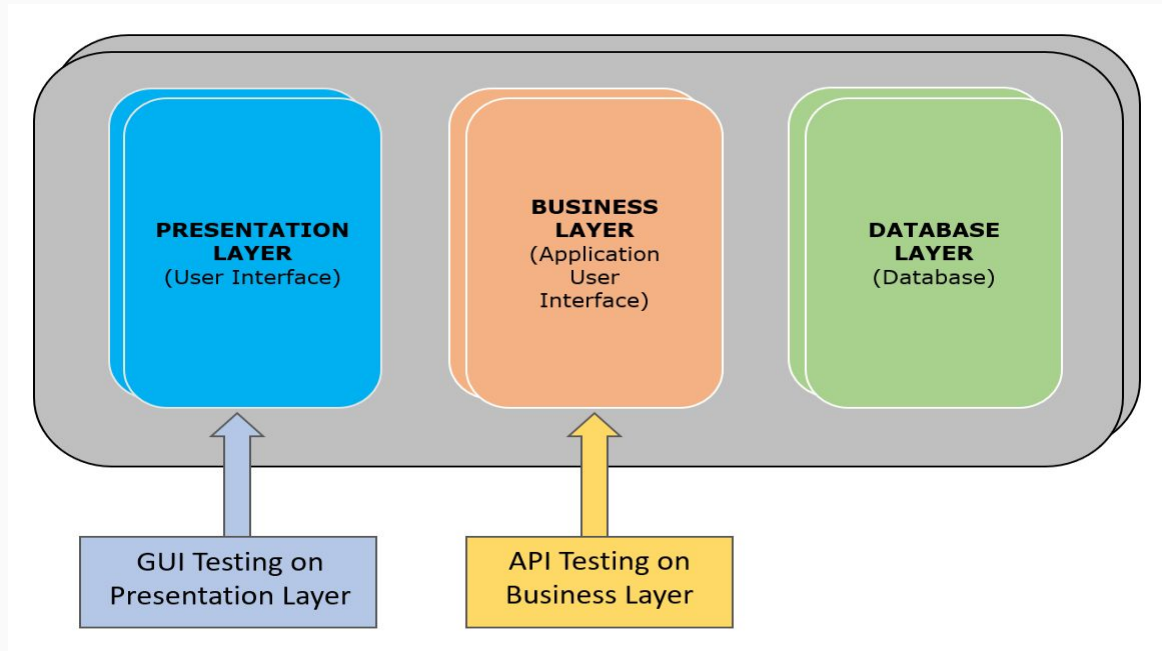 PRESENTATION
LAYER
(User Interface)
BUSINESS
LAYER
(Application
User
Interface)
DATABASE
LAYER
(Database)
GUI Testing on
Presentation Layer
API Testing on
Business Layer